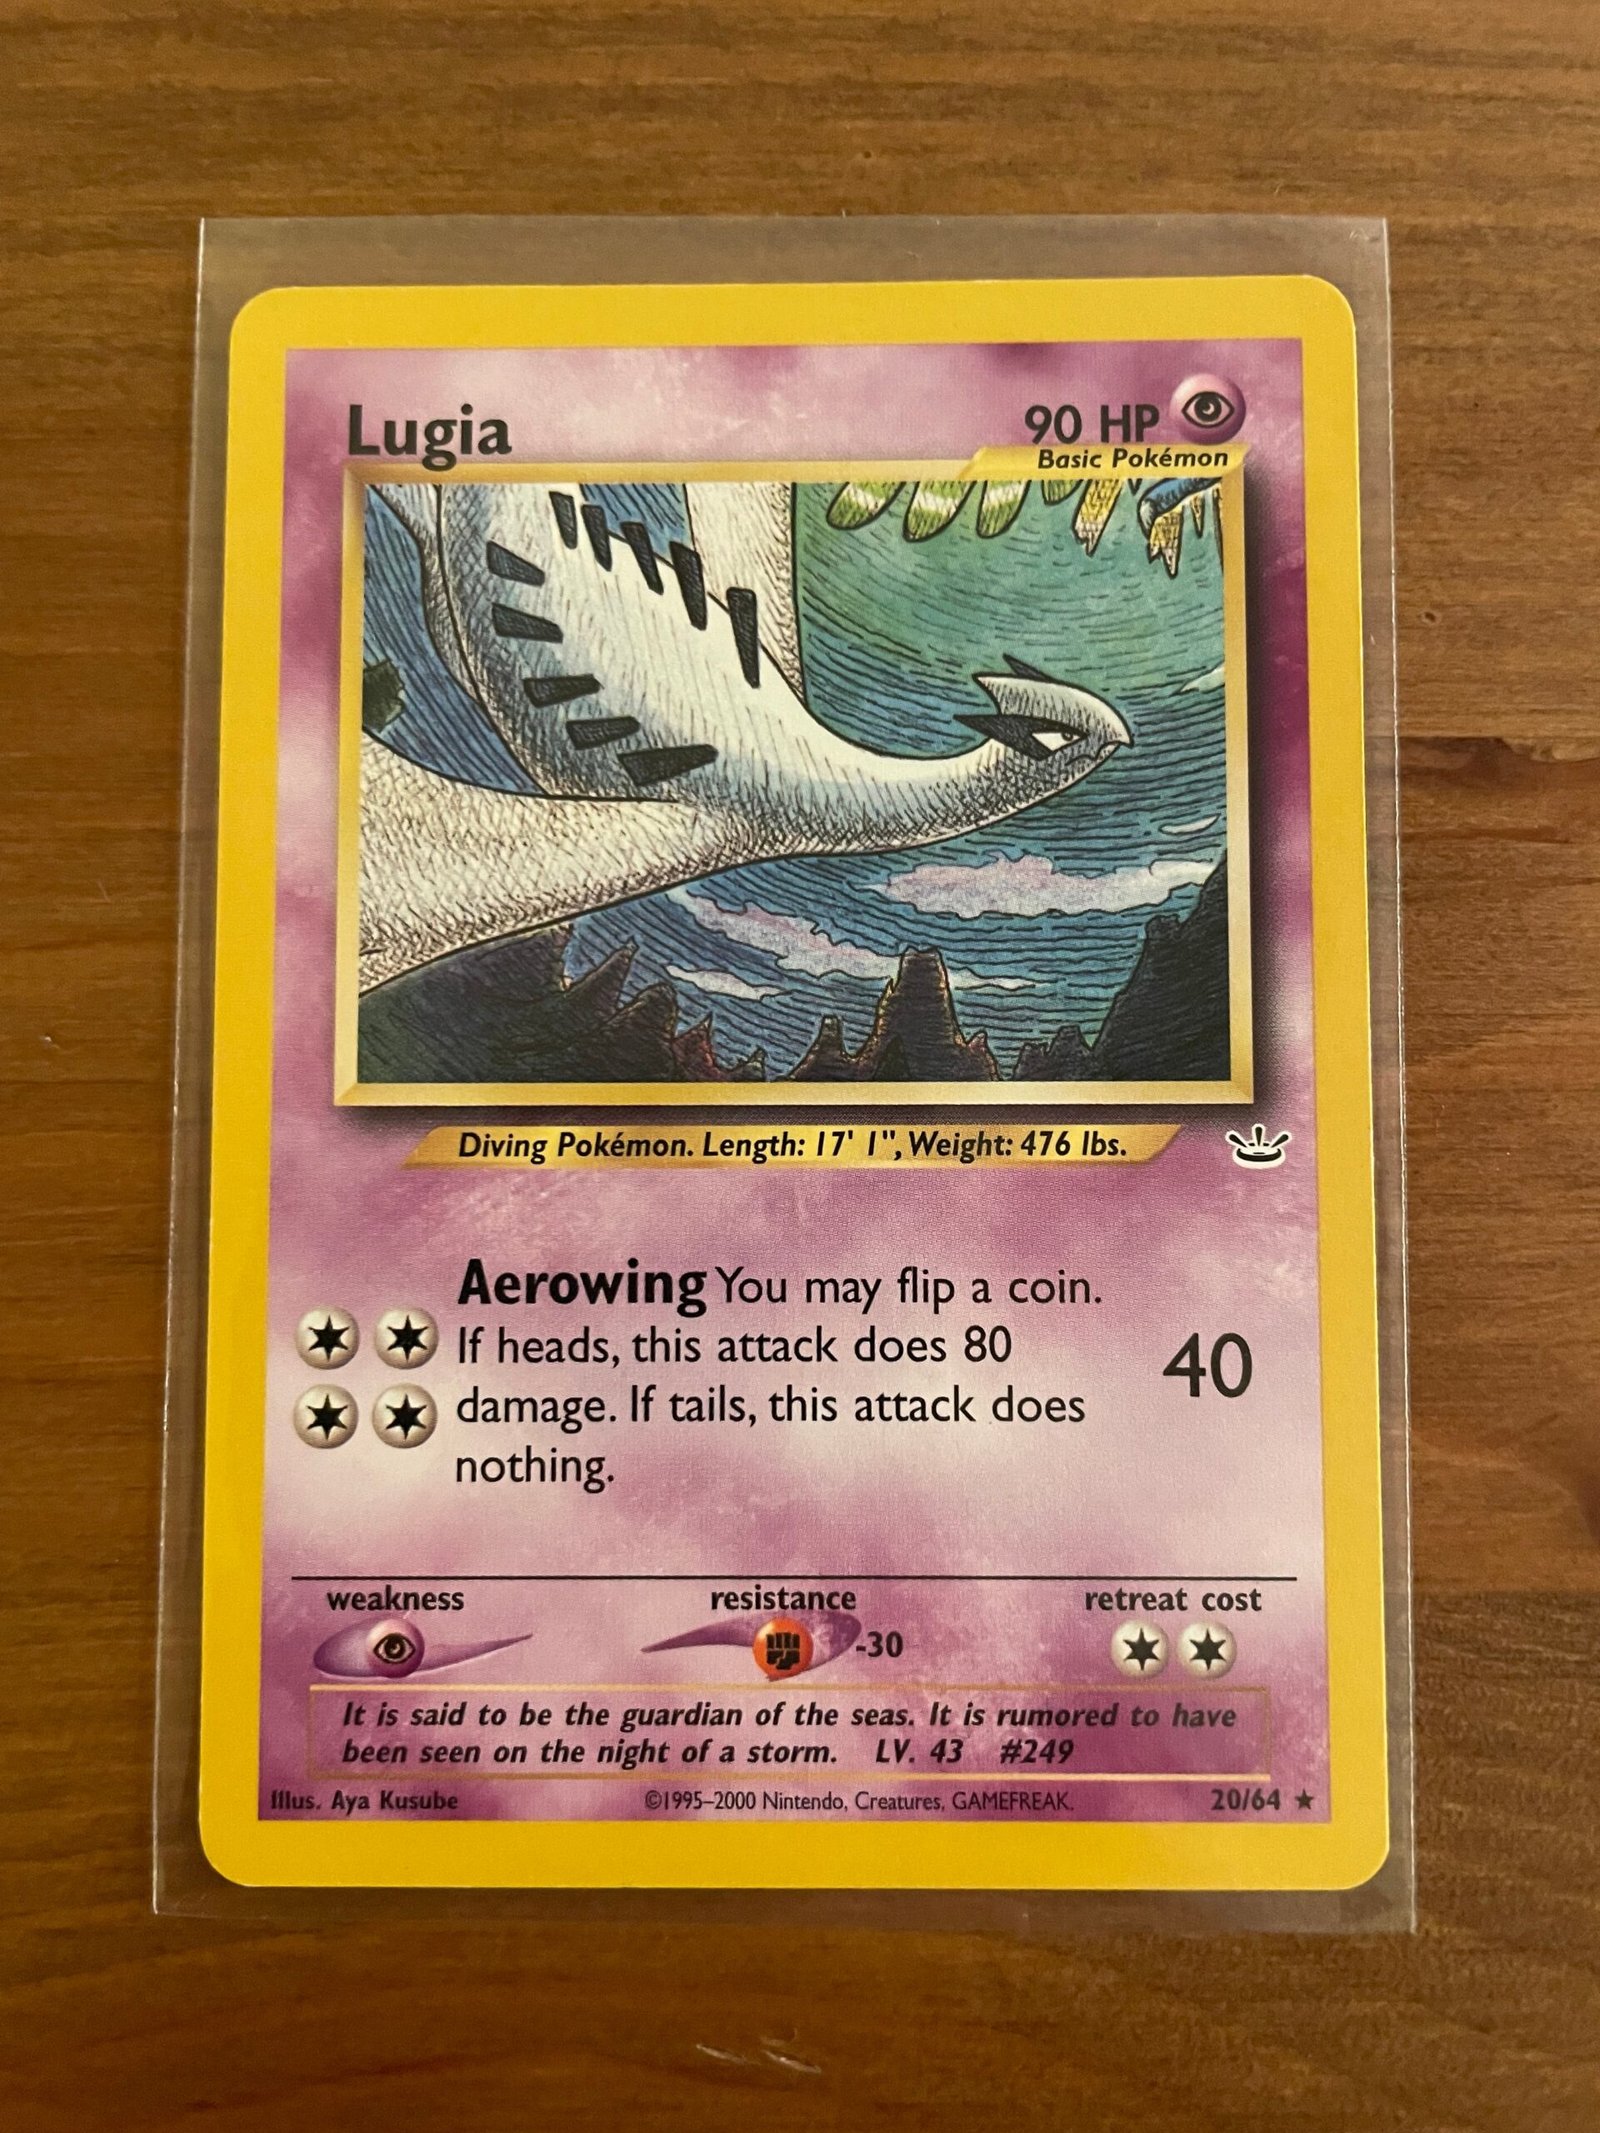 Lugia
90 HP
Basic Pokémon
Diving Pokémon. Length: 17' 1", Weight: 476 lbs.
Aerowing You may flip a coin.
If heads, this attack does 80
damage. If tails, this attack does
nothing.
40
weakness
resistance
retreat cost
-30
It is said to be the guardian of the seas. It is rumored to have
been seen on the night of a storm. LV. 43 #249
Illus. Aya Kusube
©1995–2000 Nintendo, Creatures, GAMEFREAK.
20/64 ★